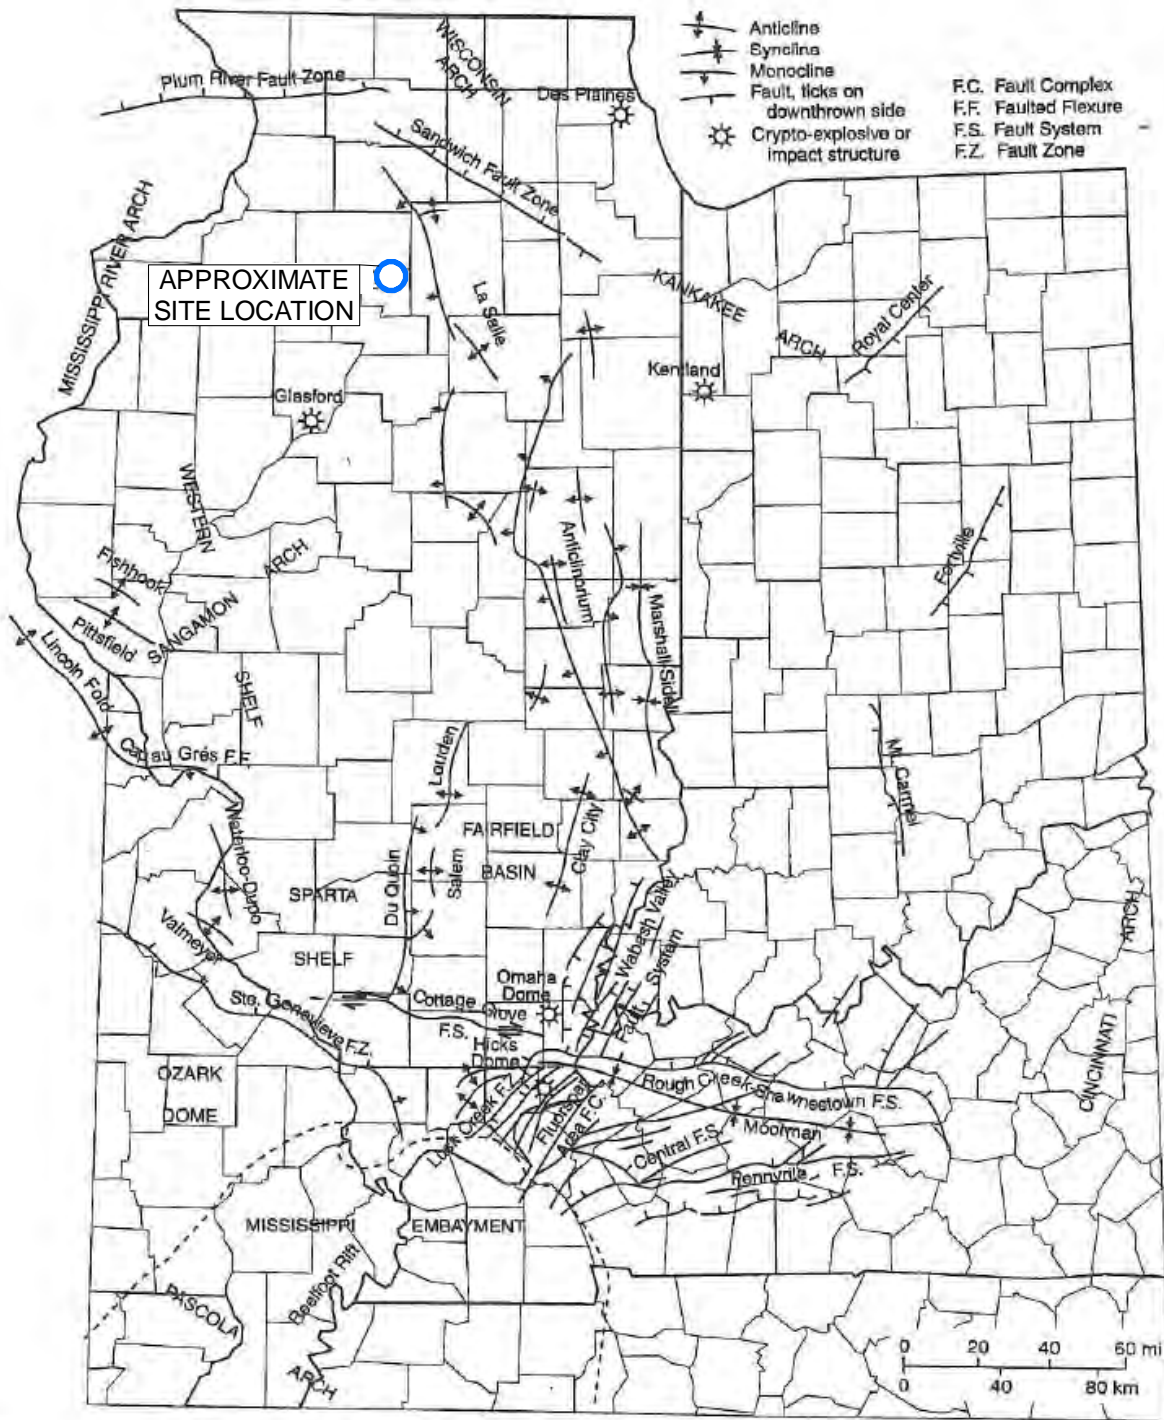 Anticline
Syncline
Monocline
Fault, ticks on
downthrown side
Crypto-explosive or
impact structure
F.C. Fault Complex
F.F. Faulted Flexure
F.S. Fault System
F.Z. Fault Zone
WISCONSIN
ARCH
Plum River Fault Zone
Des Plaines
Sandwich Fault Zone
MISSISSIPPI RIVER ARCH
APPROXIMATE
SITE LOCATION
La Salle
KANKAKEE
ARCH
Royal Center
Kentland
Glasford
WESTERN
ARCH
Fishhook
Anticlinorium
Fortville
Pittsfield
SANGAMON
Marshall-Sidell
Lincoln Fold
SHELF
Cap au Grés F.F.
Louden
Mt. Carmel
Waterloo-Dupo
FAIRFIELD
BASIN
Clay City
Du Quoin
Salem
SPARTA
SHELF
Valmeyer
Wabash Valley
Fault System
ARCH
CINCINNATI
Omaha
Dome
Ste. Genevieve F.Z.
Cottage Grove
F.S.
Hicks
Dome
OZARK
DOME
Lusk Creek F.Z.
Fluorspar
Area F.C.
Rough Creek-Shawneetown F.S.
Moorman
Central F.S.
Pennyrile F.S.
MISSISSIPPI EMBAYMENT
Reelfoot Rift
PASCOLA
ARCH
0 20 40 60 mi
0 40 80 km